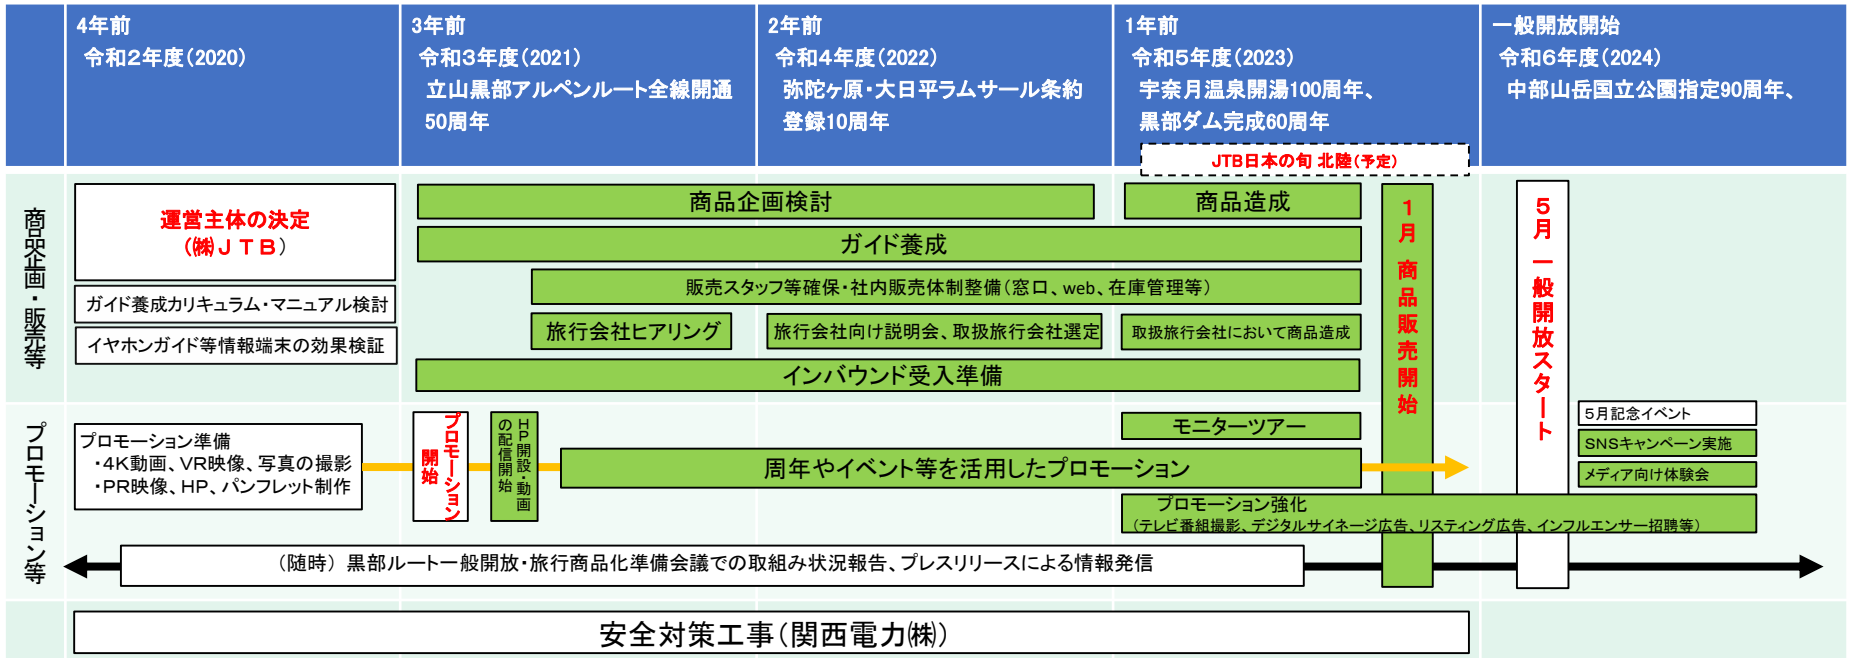 4年前
令和2年度(2020)
3年前
令和3年度(2021)
立山黒部アルペンルート全線開通
50周年
2年前
令和4年度(2022)
弥陀ヶ原・大日平ラムサール条約
登録10周年
1年前
令和5年度(2023)
宇奈月温泉開湯100周年、
黒部ダム完成60周年
一般開放開始
令和6年度(2024)
中部山岳国立公園指定90周年、
JTB日本の旬 北陸(予定)
商品企画・販売等
運営主体の決定
(㈱JTB)
ガイド養成カリキュラム・マニュアル検討
イヤホンガイド等情報端末の効果検証
商品企画検討
商品造成
ガイド養成
販売スタッフ等確保・社内販売体制整備(窓口、web、在庫管理等)
旅行会社ヒアリング
旅行会社向け説明会、取扱旅行会社選定
取扱旅行会社において商品造成
インバウンド受入準備
1月 商品販売開始
5月 一般開放スタート
プロモーション等
プロモーション準備
・4K動画、VR映像、写真の撮影
・PR映像、HP、パンフレット制作
プロモーション
開始
HP開設・動画
の配信開始
モニターツアー
周年やイベント等を活用したプロモーション
プロモーション強化
(テレビ番組撮影、デジタルサイネージ広告、リスティング広告、インフルエンサー招聘等)
5月記念イベント
SNSキャンペーン実施
メディア向け体験会
(随時) 黒部ルート一般開放・旅行商品化準備会議での取組み状況報告、プレスリリースによる情報発信
安全対策工事(関西電力㈱)